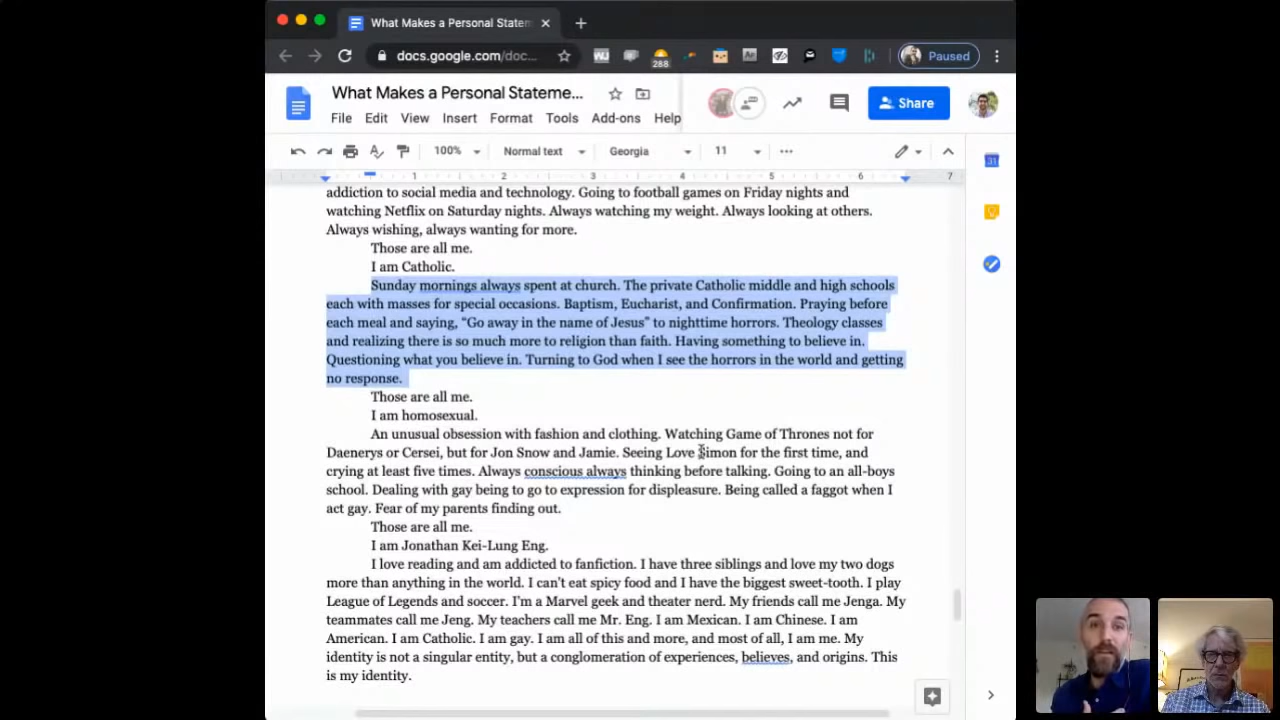 What Makes a Personal Statem
docs.google.com/doc...
288
Paused
What Makes a Personal Stateme...
Share
File Edit View Insert Format Tools Add-ons Help
100% Normal text Georgia 11
1 2 3 4 5 6 7
31
addiction to social media and technology. Going to football games on Friday nights and
watching Netflix on Saturday nights. Always watching my weight. Always looking at others.
Always wishing, always wanting for more.
Those are all me.
I am Catholic.
Sunday mornings always spent at church. The private Catholic middle and high schools
each with masses for special occasions. Baptism, Eucharist, and Confirmation. Praying before
each meal and saying, “Go away in the name of Jesus” to nighttime horrors. Theology classes
and realizing there is so much more to religion than faith. Having something to believe in.
Questioning what you believe in. Turning to God when I see the horrors in the world and getting
no response.
Those are all me.
I am homosexual.
An unusual obsession with fashion and clothing. Watching Game of Thrones not for
Daenerys or Cersei, but for Jon Snow and Jamie. Seeing Love Simon for the first time, and
crying at least five times. Always conscious always thinking before talking. Going to an all-boys
school. Dealing with gay being to go to expression for displeasure. Being called a faggot when I
act gay. Fear of my parents finding out.
Those are all me.
I am Jonathan Kei-Lung Eng.
I love reading and am addicted to fanfiction. I have three siblings and love my two dogs
more than anything in the world. I can’t eat spicy food and I have the biggest sweet-tooth. I play
League of Legends and soccer. I’m a Marvel geek and theater nerd. My friends call me Jenga. My
teammates call me Jeng. My teachers call me Mr. Eng. I am Mexican. I am Chinese. I am
American. I am Catholic. I am gay. I am all of this and more, and most of all, I am me. My
identity is not a singular entity, but a conglomeration of experiences, believes, and origins. This
is my identity.